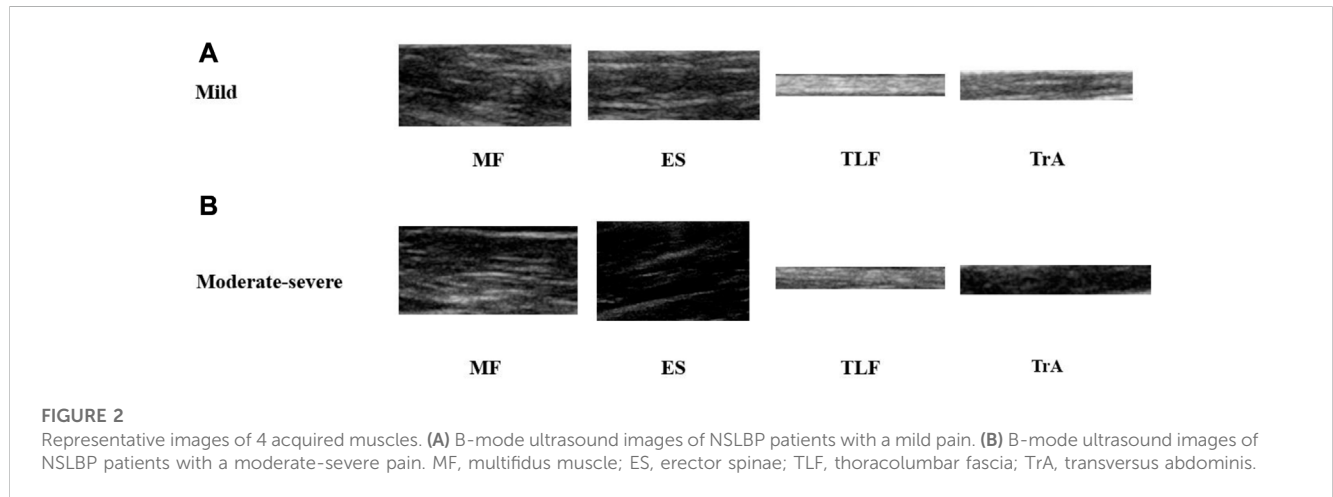 A
Mild
MF ES TLF TrA
B
Moderate-severe
MF ES TLF TrA
FIGURE 2
Representative images of 4 acquired muscles. (A) B-mode ultrasound images of NSLBP patients with a mild pain. (B) B-mode ultrasound images of
NSLBP patients with a moderate-severe pain. MF, multifidus muscle; ES, erector spinae; TLF, thoracolumbar fascia; TrA, transversus abdominis.